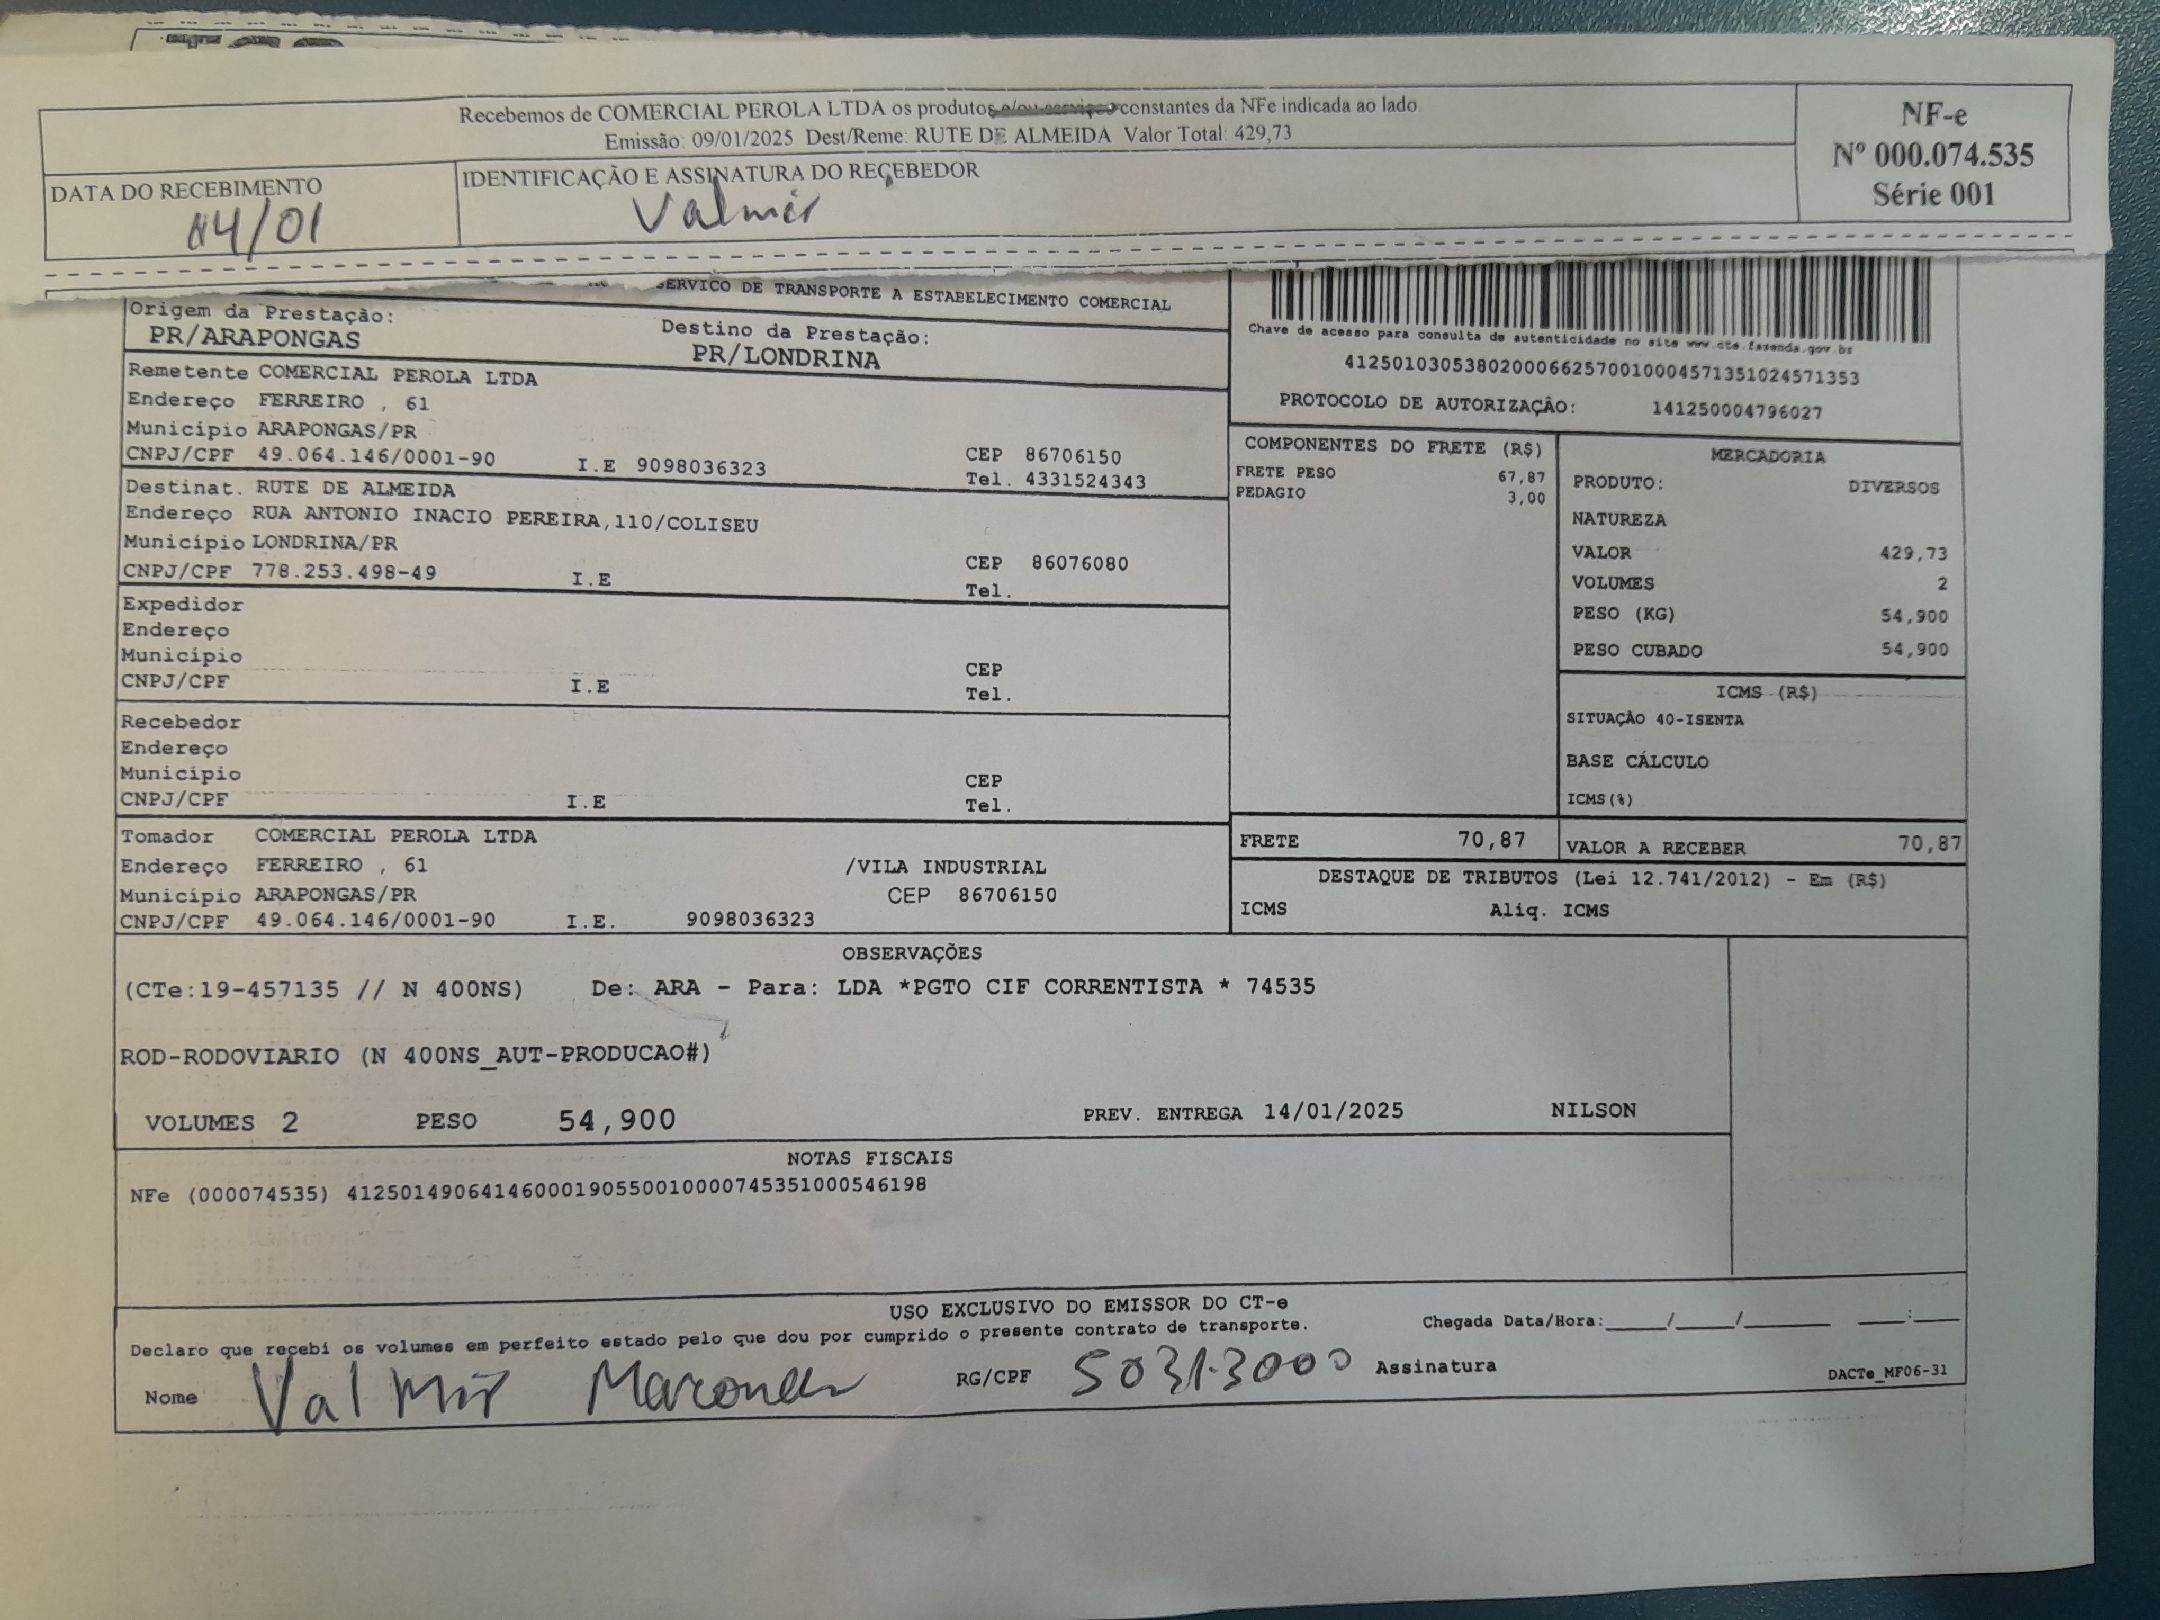 Recebemos de COMERCIAL PEROLA LTDA os produtos e/ou serviços constantes da NFe indicada ao lado.
Emissão: 09/01/2025 Dest/Reme: RUTE DE ALMEIDA Valor Total: 429,73
NF-e
Nº 000.074.535
Série 001
DATA DO RECEBIMENTO
14/01
IDENTIFICAÇÃO E ASSINATURA DO RECEBEDOR
Valmir
SERVICO DE TRANSPORTE A ESTABELECIMENTO COMERCIAL
Origem da Prestação:
PR/ARAPONGAS
Destino da Prestação:
PR/LONDRINA
Chave de acesso para consulta de autenticidade no site www.cte.fazenda.gov.br
41250103053802000662570010004571351024571353
PROTOCOLO DE AUTORIZAÇÃO: 141250004796027
Remetente COMERCIAL PEROLA LTDA
Endereço FERREIRO , 61
Município ARAPONGAS/PR
CNPJ/CPF 49.064.146/0001-90 I.E 9098036323
CEP 86706150
Tel. 4331524343
Destinat. RUTE DE ALMEIDA
Endereço RUA ANTONIO INACIO PEREIRA,110/COLISEU
Município LONDRINA/PR
CNPJ/CPF 778.253.498-49 I.E
CEP 86076080
Tel.
Expedidor
Endereço
Município
CNPJ/CPF I.E
CEP
Tel.
Recebedor
Endereço
Município
CNPJ/CPF I.E
CEP
Tel.
Tomador COMERCIAL PEROLA LTDA
Endereço FERREIRO , 61 /VILA INDUSTRIAL
Município ARAPONGAS/PR CEP 86706150
CNPJ/CPF 49.064.146/0001-90 I.E. 9098036323
COMPONENTES DO FRETE (R$)
FRETE PESO 67,87
PEDAGIO 3,00
MERCADORIA
PRODUTO: DIVERSOS
NATUREZA
VALOR 429,73
VOLUMES 2
PESO (KG) 54,900
PESO CUBADO 54,900
ICMS (R$)
SITUAÇÃO 40-ISENTA
BASE CÁLCULO
ICMS(%)
FRETE 70,87
VALOR A RECEBER 70,87
DESTAQUE DE TRIBUTOS (Lei 12.741/2012) - Em (R$)
ICMS Aliq. ICMS
OBSERVAÇÕES
(CTe:19-457135 // N 400NS) De: ARA - Para: LDA *PGTO CIF CORRENTISTA * 74535
ROD-RODOVIARIO (N 400NS_AUT-PRODUCAO#)
VOLUMES 2 PESO 54,900 PREV. ENTREGA 14/01/2025 NILSON
NOTAS FISCAIS
NFe (000074535) 41250149064146000190550010000745351000546198
USO EXCLUSIVO DO EMISSOR DO CT-e
Declaro que recebi os volumes em perfeito estado pelo que dou por cumprido o presente contrato de transporte.
Chegada Data/Hora:_____/_____/________ ____:____
Nome Valmir RG/CPF 50313000 Assinatura
DACTe_MF06-31